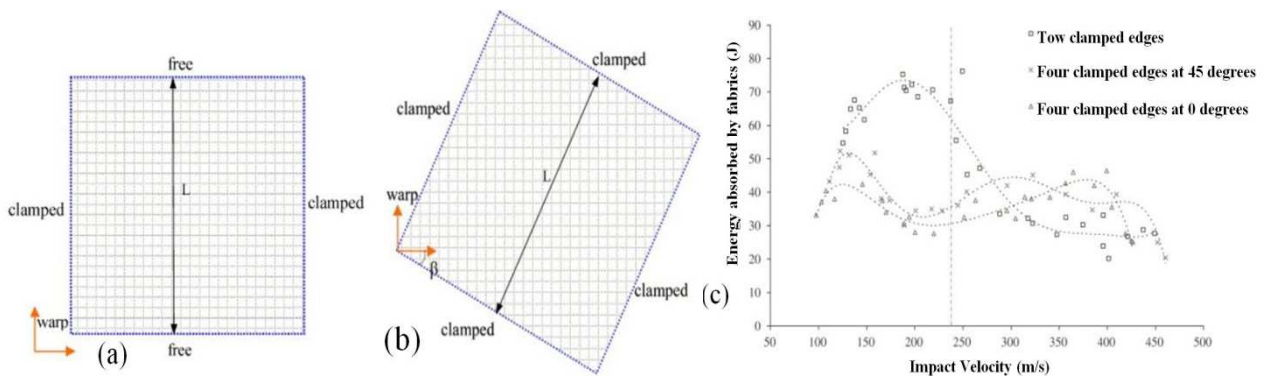 free
clamped
L
clamped
warp
free
(a)
clamped
clamped
L
warp
β
clamped
clamped
(b)
Energy absorbed by fabrics (J)
90
80
70
60
50
40
30
20
10
0
0 50 100 150 200 250 300 350 400 450 500
Impact Velocity (m/s)
Tow clamped edges
Four clamped edges at 45 degrees
Four clamped edges at 0 degrees
(c)